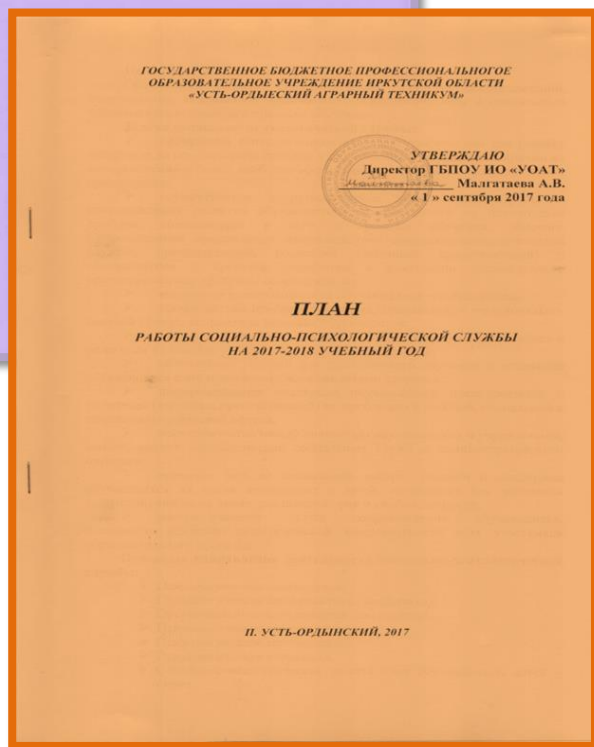 ГОСУДАРСТВЕННОЕ БЮДЖЕТНОЕ ПРОФЕССИОНАЛЬНОГОЕ
ОБРАЗОВАТЕЛЬНОЕ УЧРЕЖДЕНИЕ ИРКУТСКОЙ ОБЛАСТИ
«УСТЬ-ОРДЫЕСКИЙ АГРАРНЫЙ ТЕХНИКУМ»
УТВЕРЖДАЮ
Директор ГБПОУ ИО «УОАТ»
Малгатаева А.В.
« 1 » сентября 2017 года
ПЛАН
РАБОТЫ СОЦИАЛЬНО-ПСИХОЛОГИЧЕСКОЙ СЛУЖБЫ
НА 2017-2018 УЧЕБНЫЙ ГОД
П. УСТЬ-ОРДЫНСКИЙ, 2017